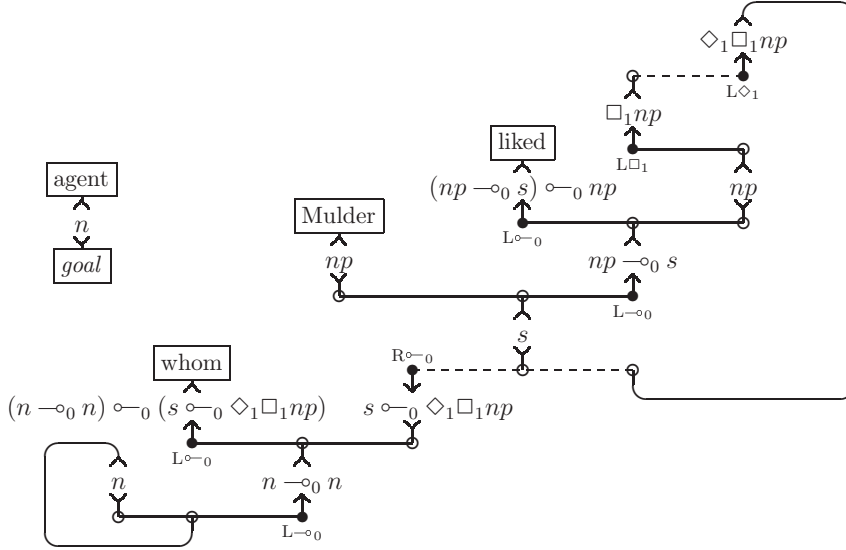 ◇₁□₁np
L◇₁
□₁np
liked
L□₁
agent
(np ⊸₀ s) ⟜₀ np
np
Mulder
n
L⟜₀
goal
np
np ⊸₀ s
L⊸₀
s
R⟜₀
whom
(n ⊸₀ n) ⟜₀ (s ⟜₀ ◇₁□₁np)
s ⟜₀ ◇₁□₁np
L⟜₀
n
n ⊸₀ n
L⊸₀